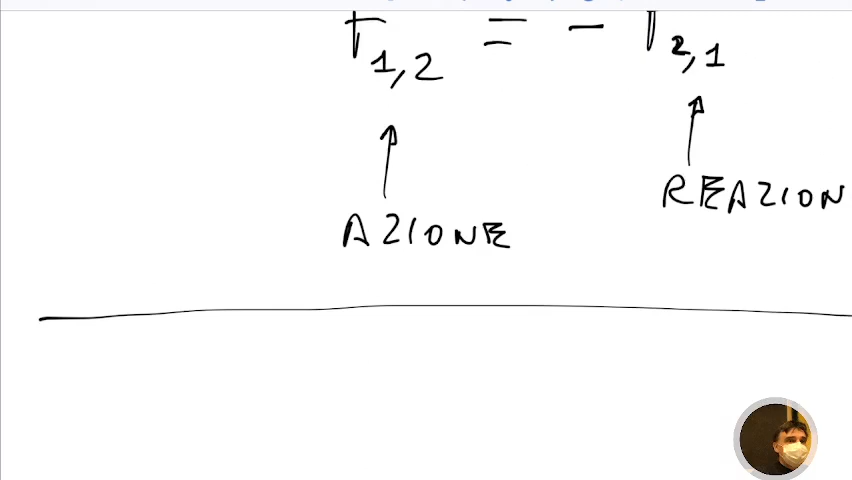 F1,2 = - F2,1
AZIONE
REAZION